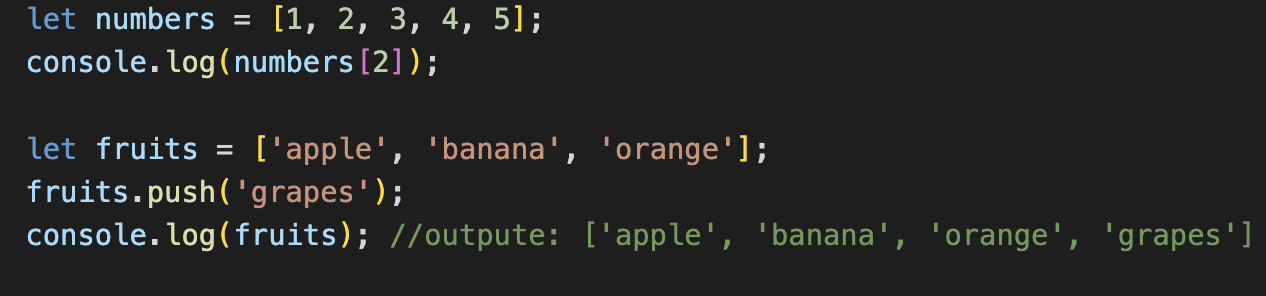 let numbers = [1, 2, 3, 4, 5];
console.log(numbers[2]);
let fruits = ['apple', 'banana', 'orange'];
fruits.push('grapes');
console.log(fruits); //outpute: ['apple', 'banana', 'orange', 'grapes']